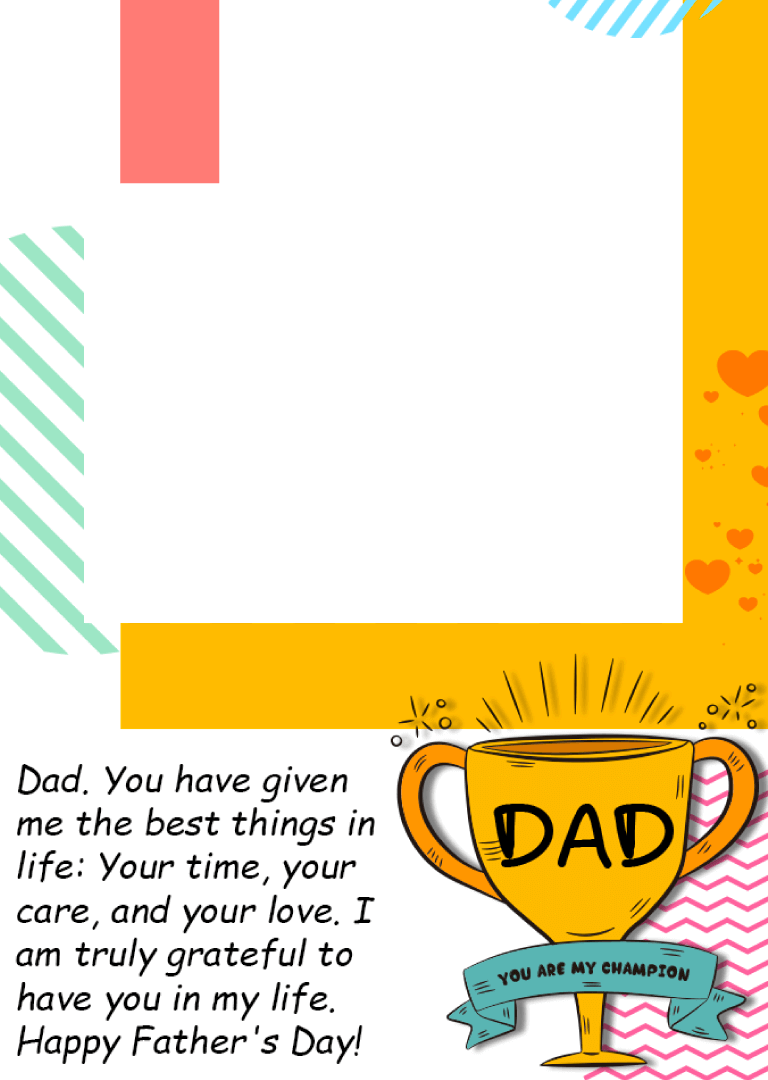 Dad. You have given
me the best things in
life: Your time, your
care, and your love. I
am truly grateful to
have you in my life.
Happy Father's Day!
DAD
YOU ARE MY CHAMPION